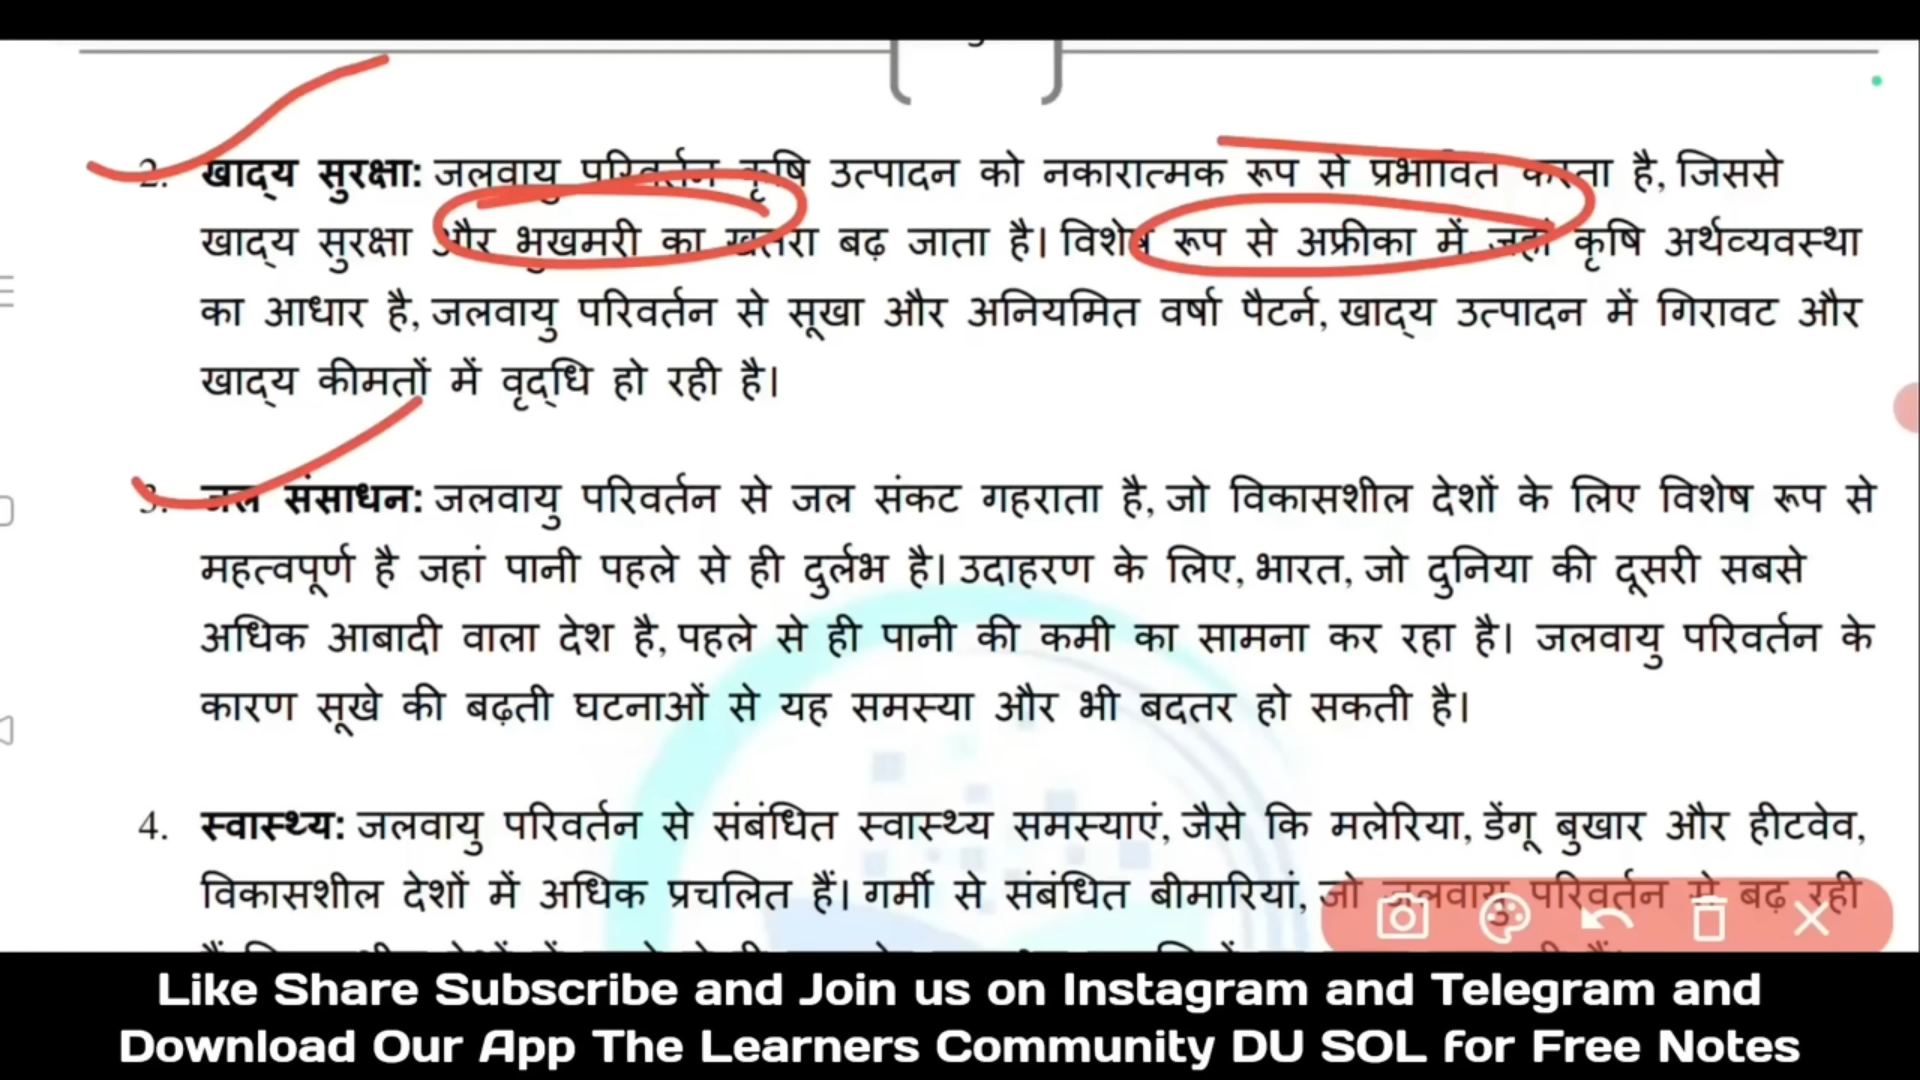 2. खाद्य सुरक्षा: जलवायु परिवर्तन कृषि उत्पादन को नकारात्मक रूप से प्रभावित करता है, जिससे
खाद्य सुरक्षा और भुखमरी का खतरा बढ़ जाता है। विशेष रूप से अफ्रीका में जहां कृषि अर्थव्यवस्था
का आधार है, जलवायु परिवर्तन से सूखा और अनियमित वर्षा पैटर्न, खाद्य उत्पादन में गिरावट और
खाद्य कीमतों में वृद्धि हो रही है।
3. जल संसाधन: जलवायु परिवर्तन से जल संकट गहराता है, जो विकासशील देशों के लिए विशेष रूप से
महत्वपूर्ण है जहां पानी पहले से ही दुर्लभ है। उदाहरण के लिए, भारत, जो दुनिया की दूसरी सबसे
अधिक आबादी वाला देश है, पहले से ही पानी की कमी का सामना कर रहा है। जलवायु परिवर्तन के
कारण सूखे की बढ़ती घटनाओं से यह समस्या और भी बदतर हो सकती है।
4. स्वास्थ्य: जलवायु परिवर्तन से संबंधित स्वास्थ्य समस्याएं, जैसे कि मलेरिया, डेंगू बुखार और हीटवेव,
विकासशील देशों में अधिक प्रचलित हैं। गर्मी से संबंधित बीमारियां, जो जलवायु परिवर्तन से बढ़ रही
Like Share Subscribe and Join us on Instagram and Telegram and
Download Our App The Learners Community DU SOL for Free Notes